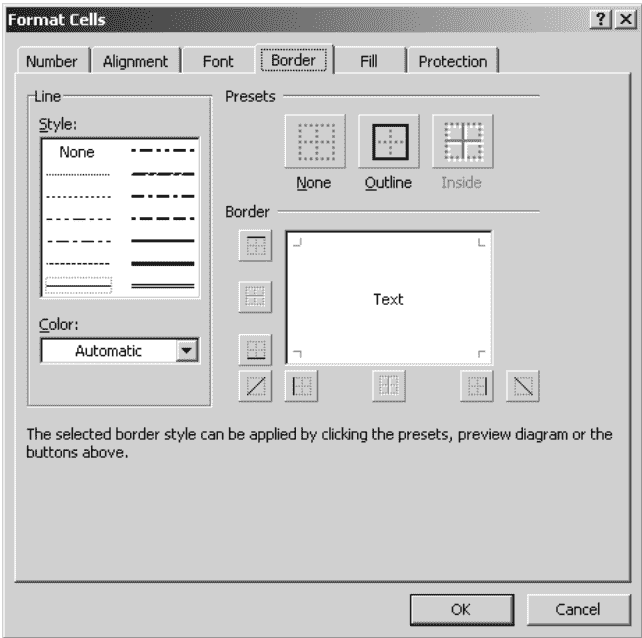 Format Cells
Number Alignment Font Border Fill Protection
Line
Style:
None
Color:
Automatic
Presets
None Outline Inside
Border
Text
The selected border style can be applied by clicking the presets, preview diagram or the
buttons above.
OK Cancel